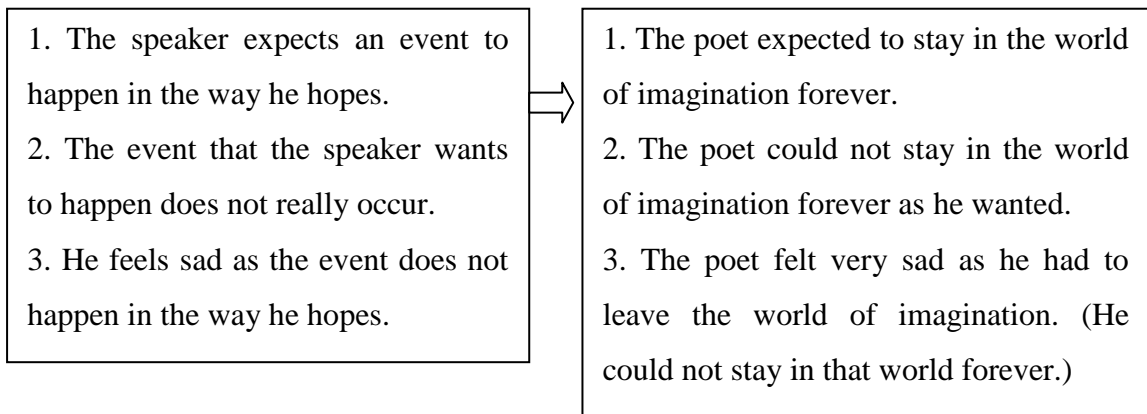 1. The speaker expects an event to
happen in the way he hopes.
2. The event that the speaker wants
to happen does not really occur.
3. He feels sad as the event does not
happen in the way he hopes.
1. The poet expected to stay in the world
of imagination forever.
2. The poet could not stay in the world
of imagination forever as he wanted.
3. The poet felt very sad as he had to
leave the world of imagination. (He
could not stay in that world forever.)